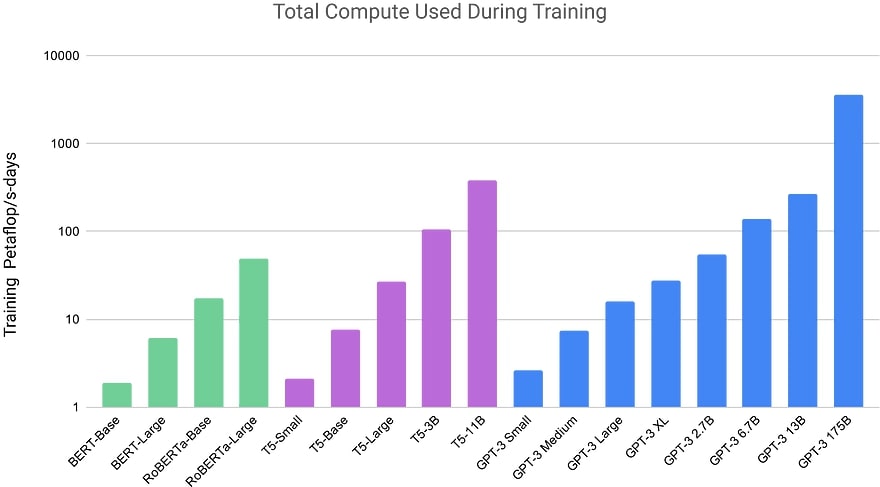 Total Compute Used During Training
Training Petaflop/s-days
10000
1000
100
10
1
BERT-Base
BERT-Large
RoBERTa-Base
RoBERTa-Large
T5-Small
T5-Base
T5-Large
T5-3B
T5-11B
GPT-3 Small
GPT-3 Medium
GPT-3 Large
GPT-3 XL
GPT-3 2.7B
GPT-3 6.7B
GPT-3 13B
GPT-3 175B